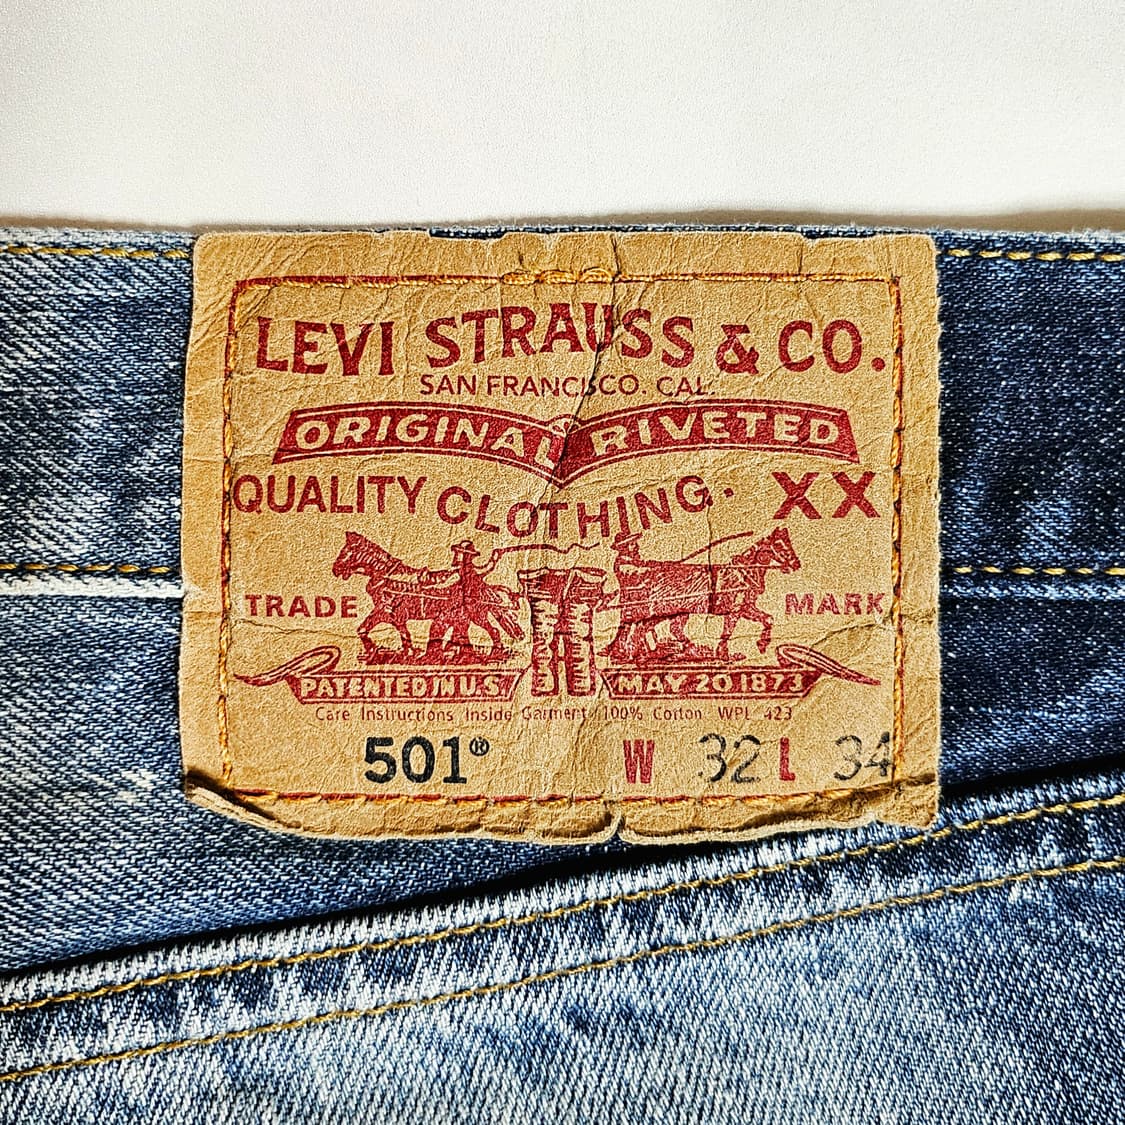 LEVI STRAUSS & CO.
SAN FRANCISCO. CAL.
ORIGINAL RIVETED
QUALITY CLOTHING. XX
TRADE MARK
PATENTED IN U.S. MAY 20 1873
Care Instructions Inside Garment 100% Cotton WPL 423
501® W 32 L 34